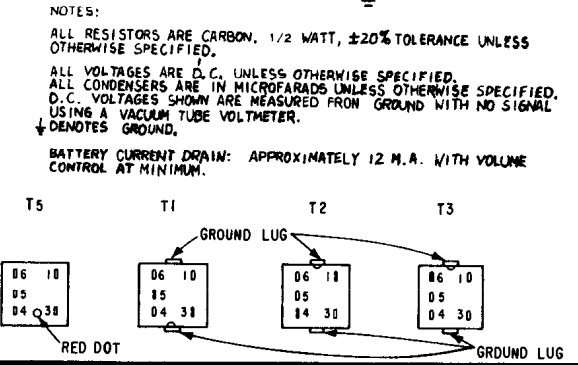 NOTES:
ALL RESISTORS ARE CARBON, 1/2 WATT, ±20% TOLERANCE UNLESS
OTHERWISE SPECIFIED.
ALL VOLTAGES ARE D.C. UNLESS OTHERWISE SPECIFIED.
ALL CONDENSERS ARE IN MICROFARADS UNLESS OTHERWISE SPECIFIED.
D.C. VOLTAGES SHOWN ARE MEASURED FROM GROUND WITH NO SIGNAL
USING A VACUUM TUBE VOLTMETER.
DENOTES GROUND.
BATTERY CURRENT DRAIN: APPROXIMATELY 12 M.A. WITH VOLUME
CONTROL AT MINIMUM.
T5 T1 T2 T3
GROUND LUG
06 10 06 10 06 10 06 10
05 05 05 05
04 30 04 30 04 30 04 30
RED DOT
GROUND LUG